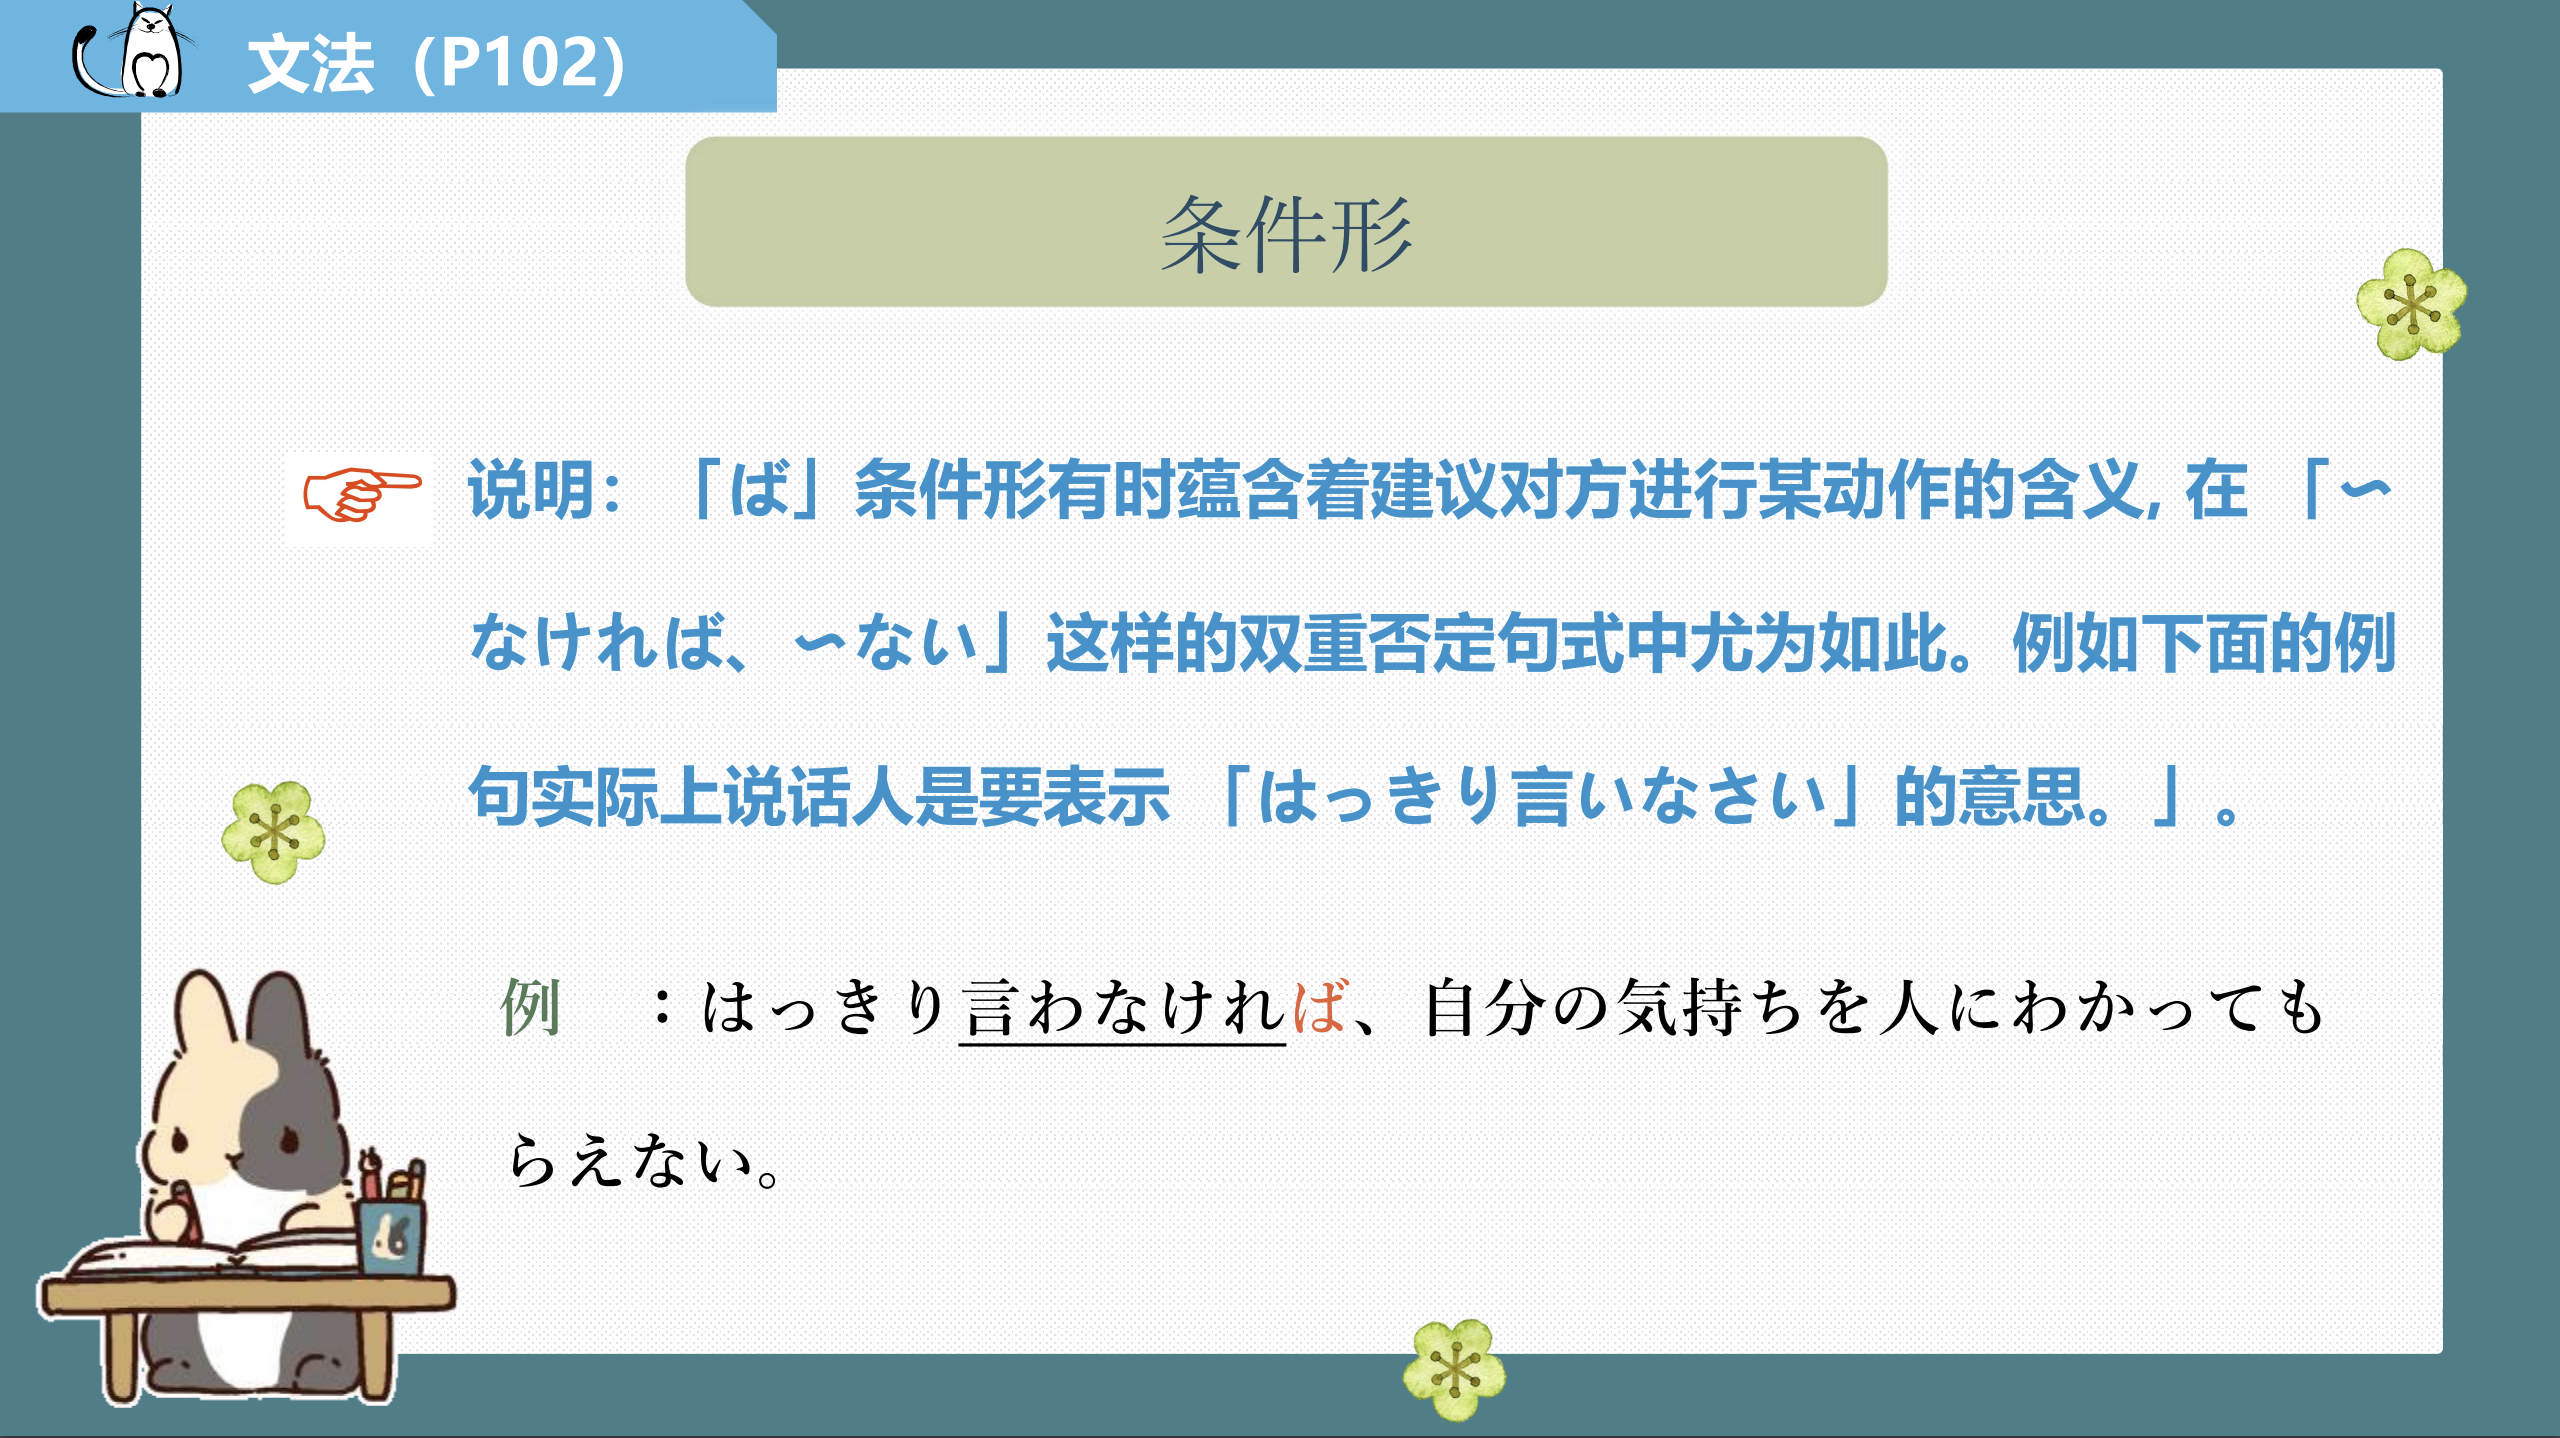 文法（P102）
条件形
说明：「ば」条件形有时蕴含着建议对方进行某动作的含义, 在 「〜
なければ、〜ない」这样的双重否定句式中尤为如此。例如下面的例
句实际上说话人是要表示 「はっきり言いなさい」的意思。」。
例　：はっきり言わなければ、自分の気持ちを人にわかっても
らえない。